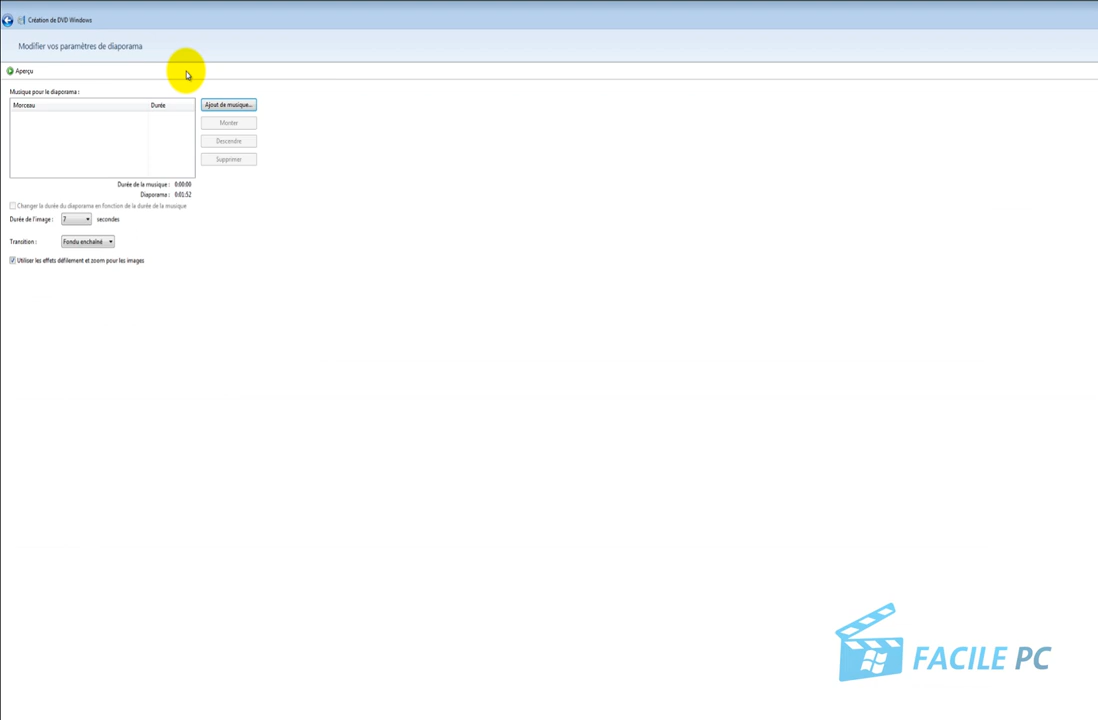 Création de DVD Windows
Modifier vos paramètres de diaporama
Aperçu
Musique pour le diaporama :
Morceau Durée
Ajout de musique...
Monter
Descendre
Supprimer
Durée de la musique : 0:00:00
Diaporama : 0:01:52
Changer la durée du diaporama en fonction de la durée de la musique
Durée de l'image : 7 secondes
Transition : Fondu enchaîné
Utiliser les effets défilement et zoom pour les images
FACILE PC